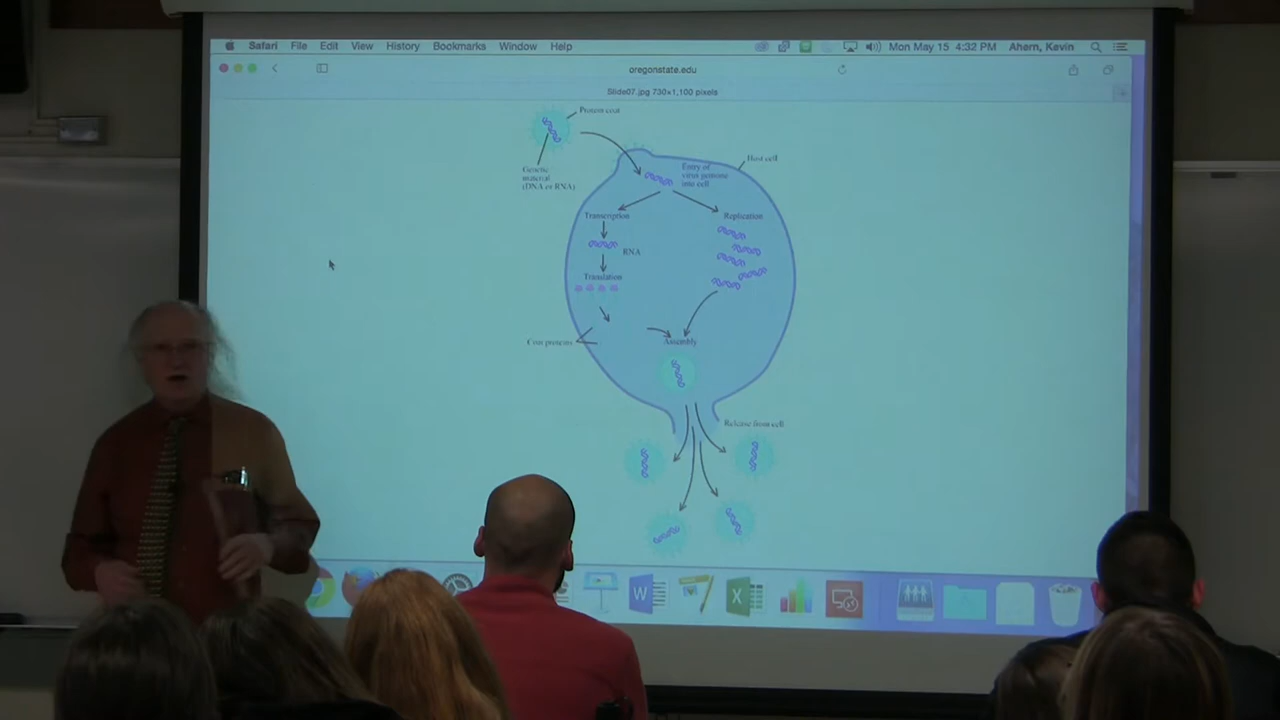 Safari File Edit View History Bookmarks Window Help Mon May 15 4:32 PM Ahern, Kevin
oregonstate.edu
Slide07.jpg 730×1,100 pixels
Protein coat
Genetic
material
(DNA or RNA)
Host cell
Entry of
virus genome
into cell
Transcription
Replication
RNA
Translation
Coat proteins
Assembly
Release from cell
W
X